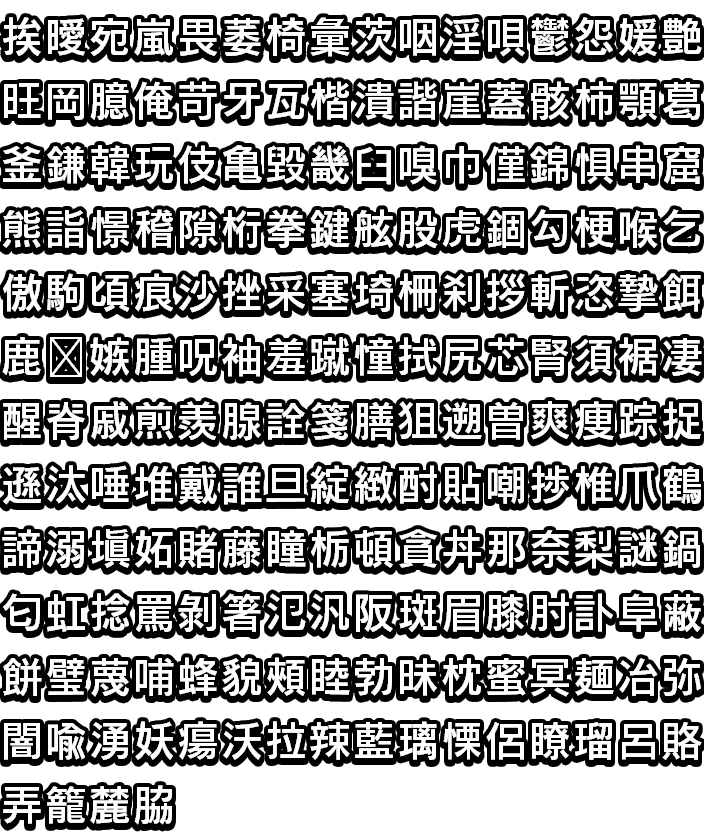 挨曖宛嵐畏萎椅彙茨咽淫唄鬱怨媛艶
旺岡臆俺苛牙瓦楷潰諧崖蓋骸柿顎葛
釜鎌韓玩伎亀毀畿臼嗅巾僅錦惧串窟
熊詣憬稽隙桁拳鍵舷股虎錮勾梗喉乞
傲駒頃痕沙挫采塞埼柵刹拶斬恣摯餌
鹿嫉腫呪袖羞蹴憧拭尻芯腎須裾凄
醒脊戚煎羨腺詮箋膳狙遡曽爽痩踪捉
遜汰唾堆戴誰旦綻緻酎貼嘲捗椎爪鶴
諦溺塡妬賭藤瞳栃頓貪丼那奈梨謎鍋
匂虹捻罵剝箸氾汎阪斑眉膝肘訃阜蔽
餅璧蔑哺蜂貌頰睦勃昧枕蜜冥麺冶弥
闇喩湧妖瘍沃拉辣藍璃慄侶瞭瑠呂賂
弄籠麓脇